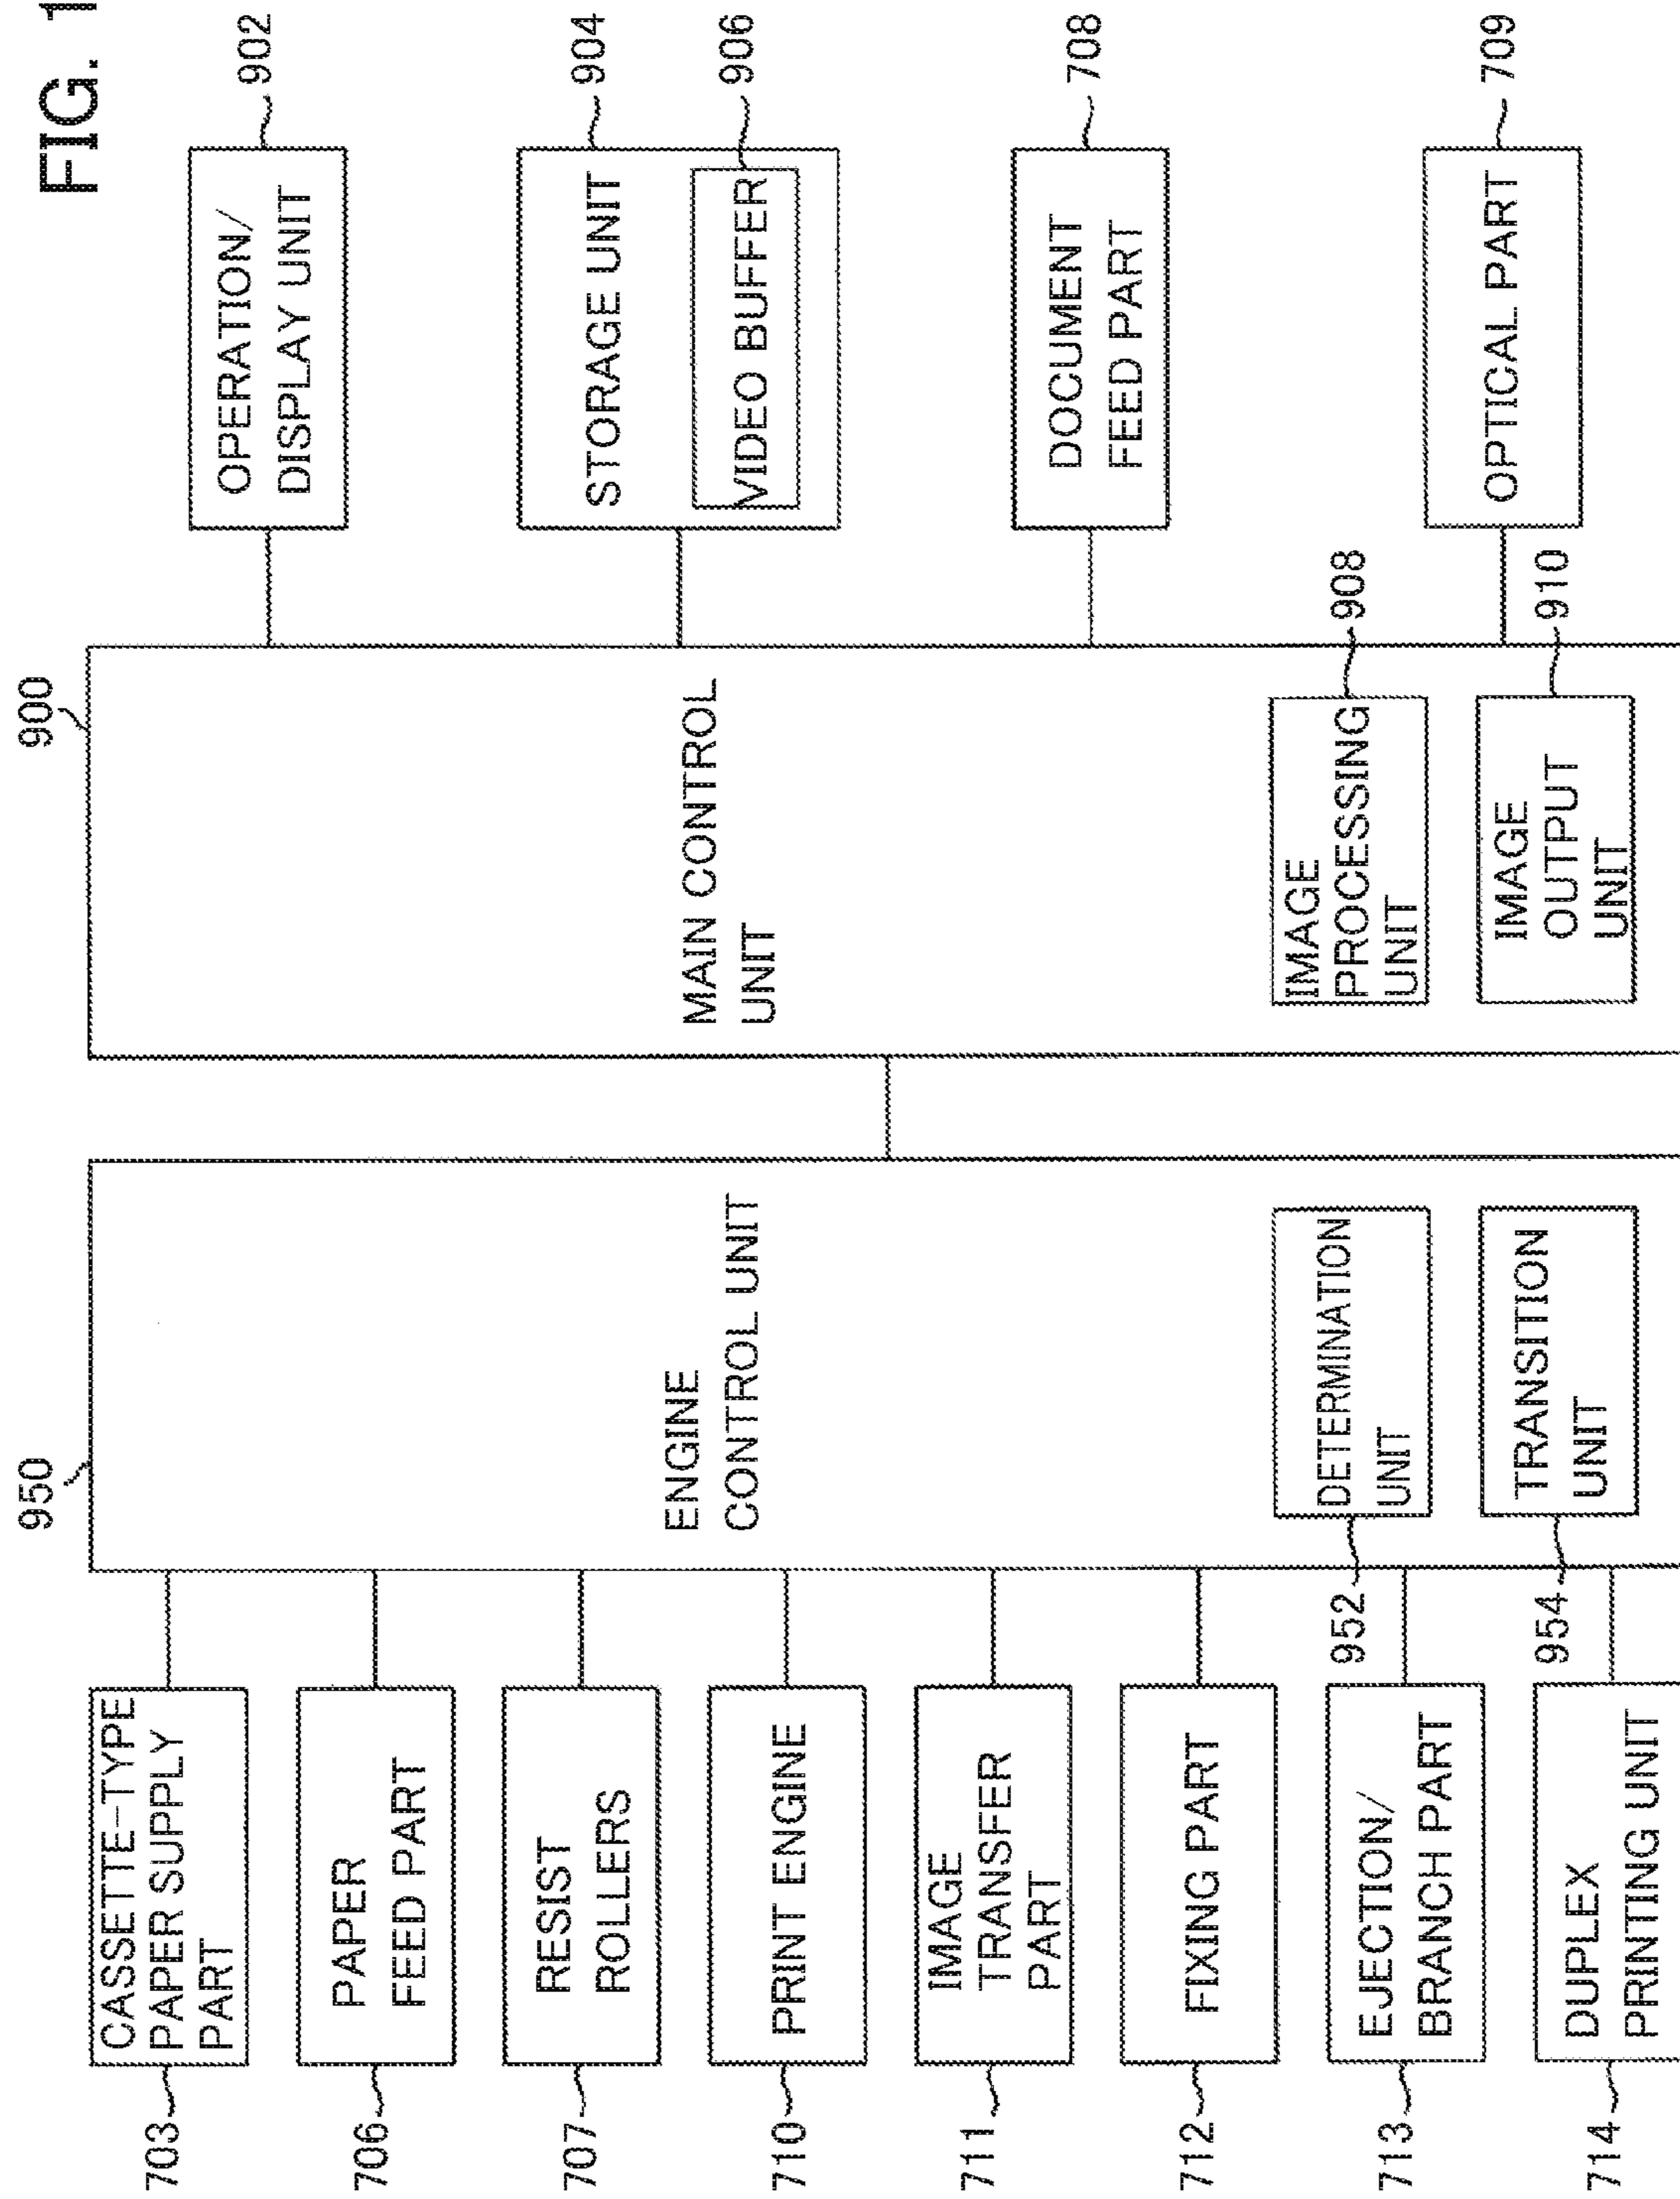 FIG. 1
950
900
703
CASSETTE-TYPE
PAPER SUPPLY
PART
706
PAPER
FEED PART
707
RESIST
ROLLERS
710
PRINT ENGINE
711
IMAGE
TRANSFER
PART
712
FIXING PART
713
EJECTION/
BRANCH PART
714
DUPLEX
PRINTING UNIT
ENGINE
CONTROL UNIT
952
DETERMINATION
UNIT
954
TRANSITION
UNIT
MAIN CONTROL
UNIT
IMAGE
PROCESSING
UNIT
908
IMAGE
OUTPUT
UNIT
910
OPERATION/
DISPLAY UNIT
902
STORAGE UNIT
904
VIDEO BUFFER
906
DOCUMENT
FEED PART
708
OPTICAL PART
709